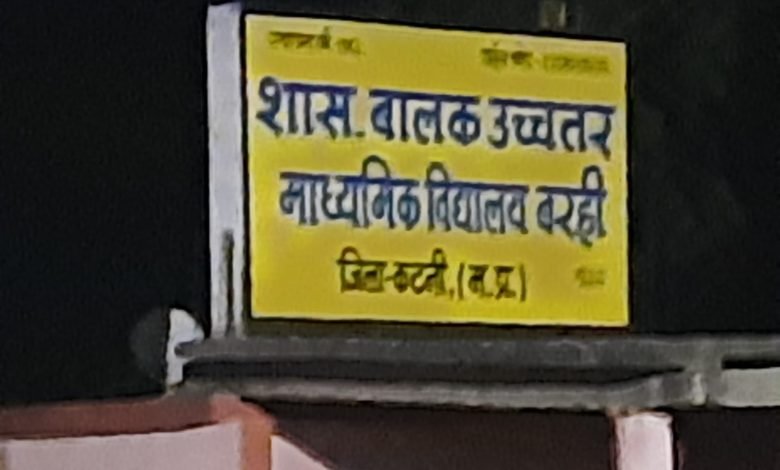 शास. बालक उच्चतर
माध्यमिक विद्यालय बरही
जिला-कटनी, (म.प्र.)